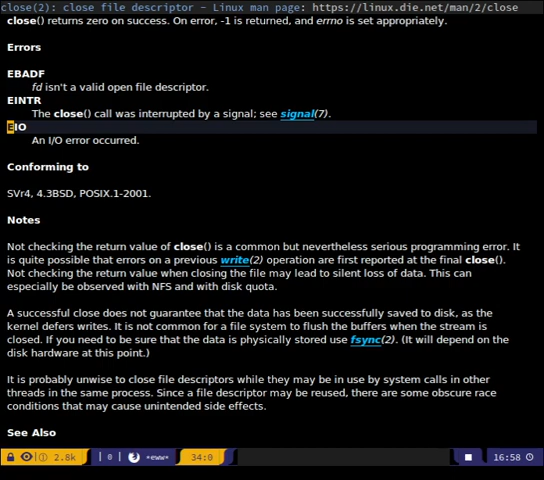 close(2): close file descriptor - Linux man page: https://linux.die.net/man/2/close
close() returns zero on success. On error, -1 is returned, and errno is set appropriately.
Errors
EBADF
fd isn't a valid open file descriptor.
EINTR
The close() call was interrupted by a signal; see signal(7).
EIO
An I/O error occurred.
Conforming to
SVr4, 4.3BSD, POSIX.1-2001.
Notes
Not checking the return value of close() is a common but nevertheless serious programming error. It
is quite possible that errors on a previous write(2) operation are first reported at the final close().
Not checking the return value when closing the file may lead to silent loss of data. This can
especially be observed with NFS and with disk quota.
A successful close does not guarantee that the data has been successfully saved to disk, as the
kernel defers writes. It is not common for a file system to flush the buffers when the stream is
closed. If you need to be sure that the data is physically stored use fsync(2). (It will depend on the
disk hardware at this point.)
It is probably unwise to close file descriptors while they may be in use by system calls in other
threads in the same process. Since a file descriptor may be reused, there are some obscure race
conditions that may cause unintended side effects.
See Also
2.8k | 0 | *eww* 34:0 16:58